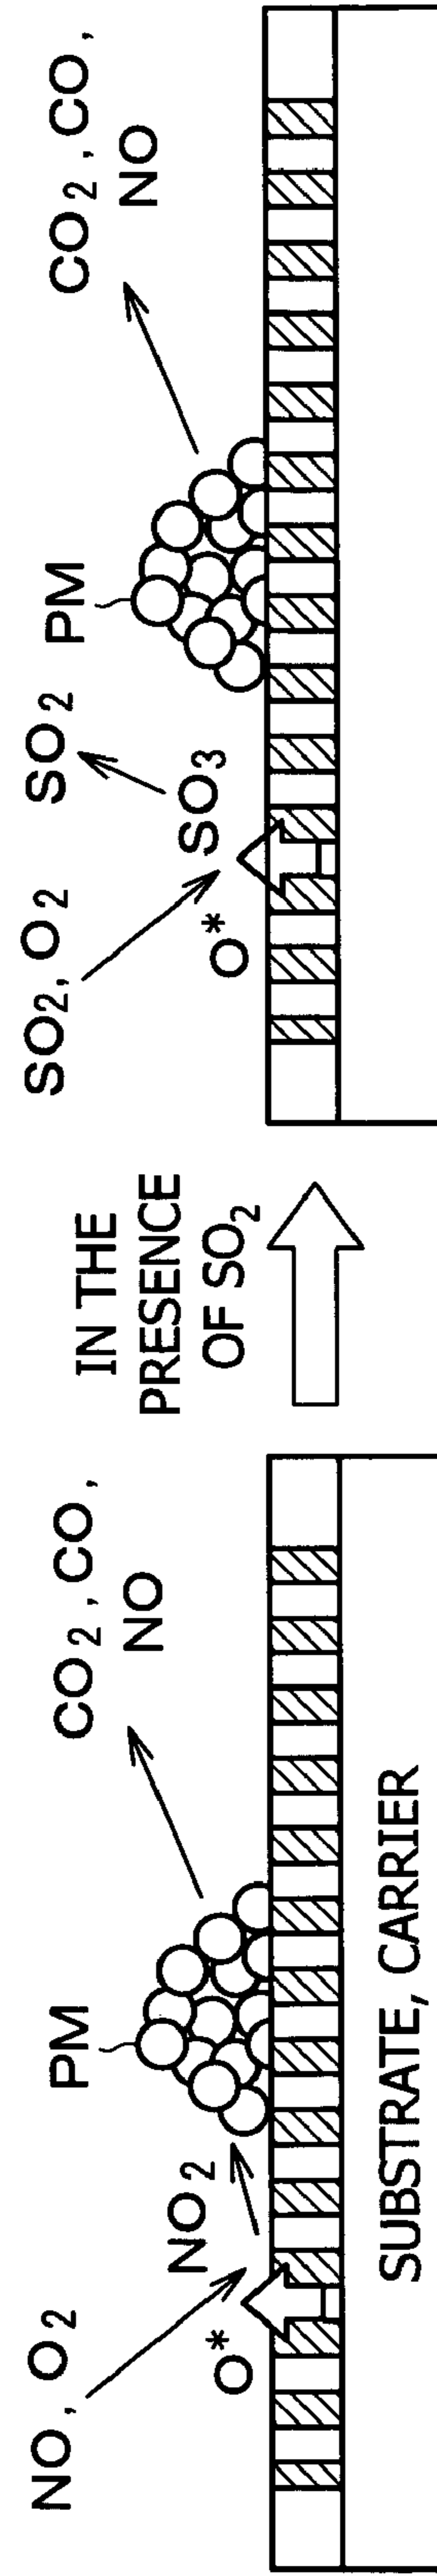 NO, O2
O*
NO2
PM
CO2, CO,
NO
SUBSTRATE, CARRIER
IN THE
PRESENCE
OF SO2
SO2, O2
O*
SO3
SO2
PM
CO2, CO,
NO